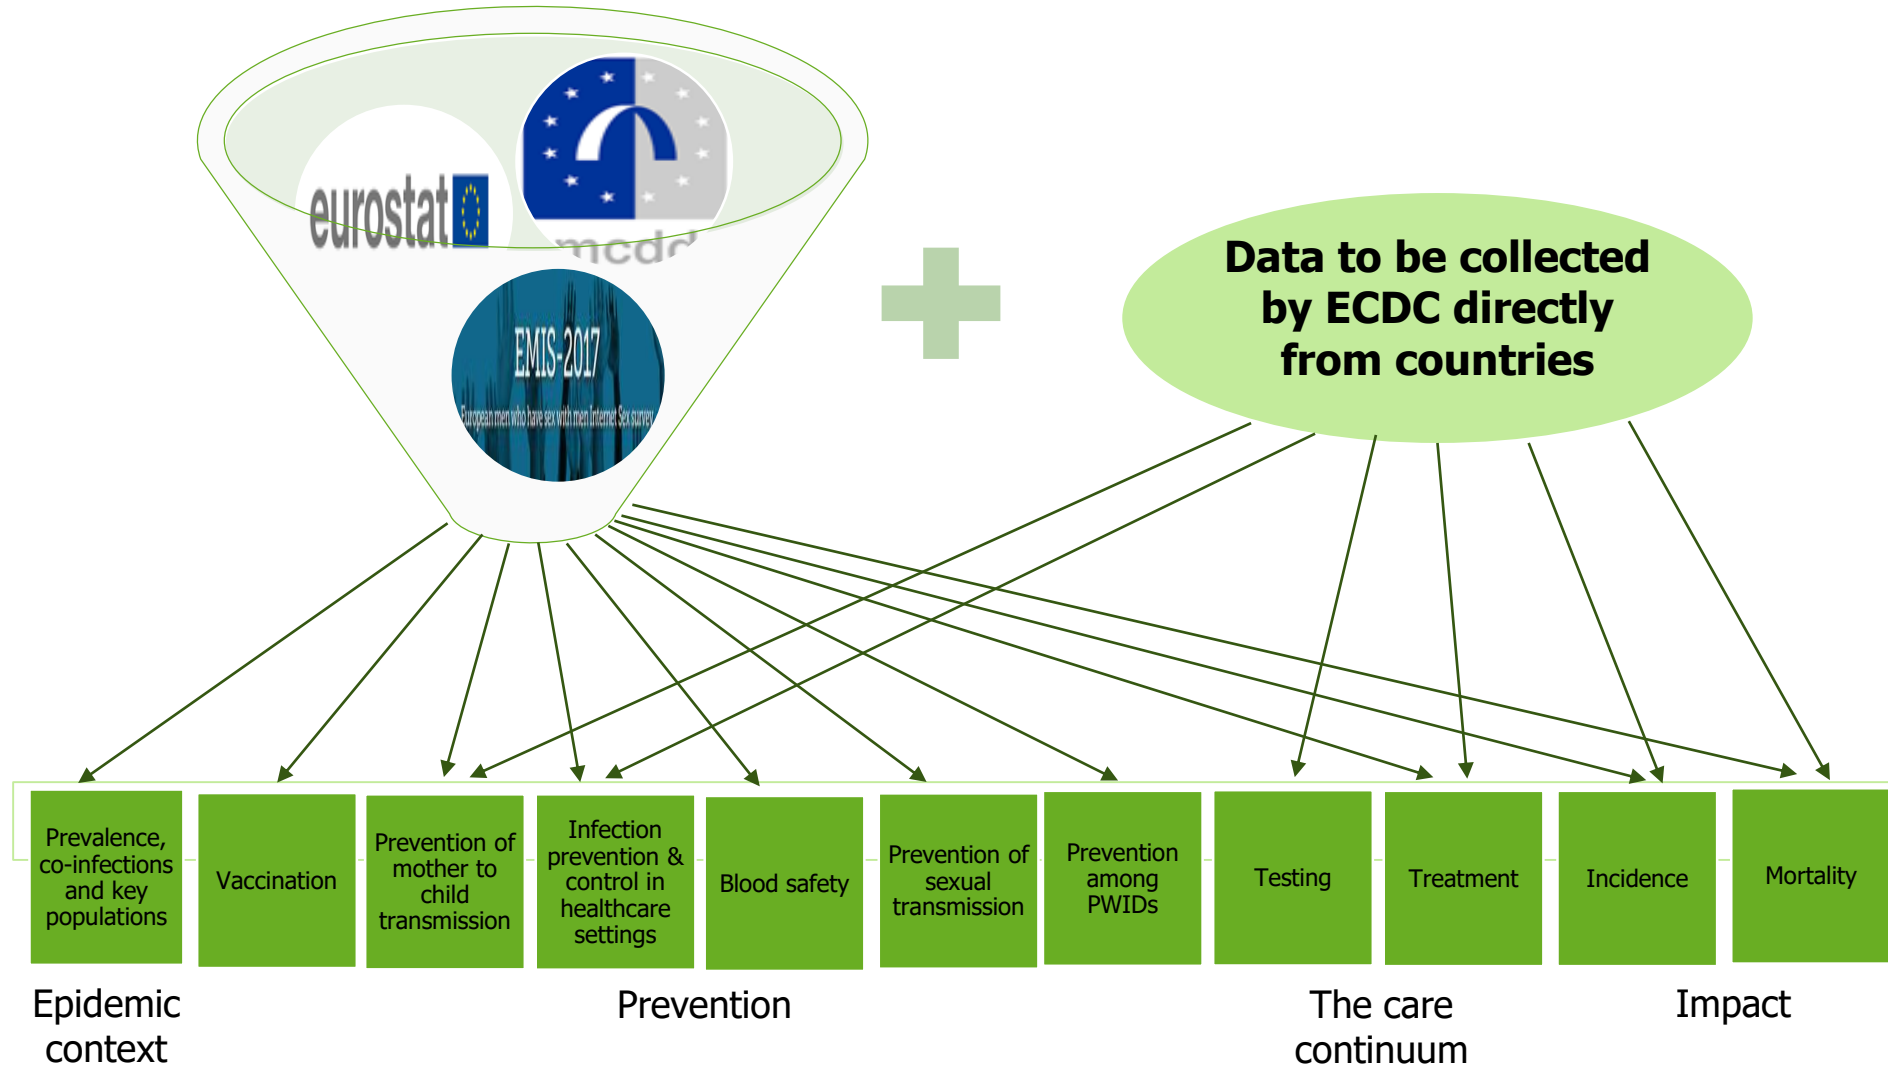 eurostat
mcdd
EMIS-2017
European men who have sex with men Internet Sex survey
Data to be collected
by ECDC directly
from countries
Prevalence,
co-infections
and key
populations
Vaccination
Prevention of
mother to
child
transmission
Infection
prevention &
control in
healthcare
settings
Blood safety
Prevention of
sexual
transmission
Prevention
among
PWIDs
Testing
Treatment
Incidence
Mortality
Epidemic
context
Prevention
The care
continuum
Impact